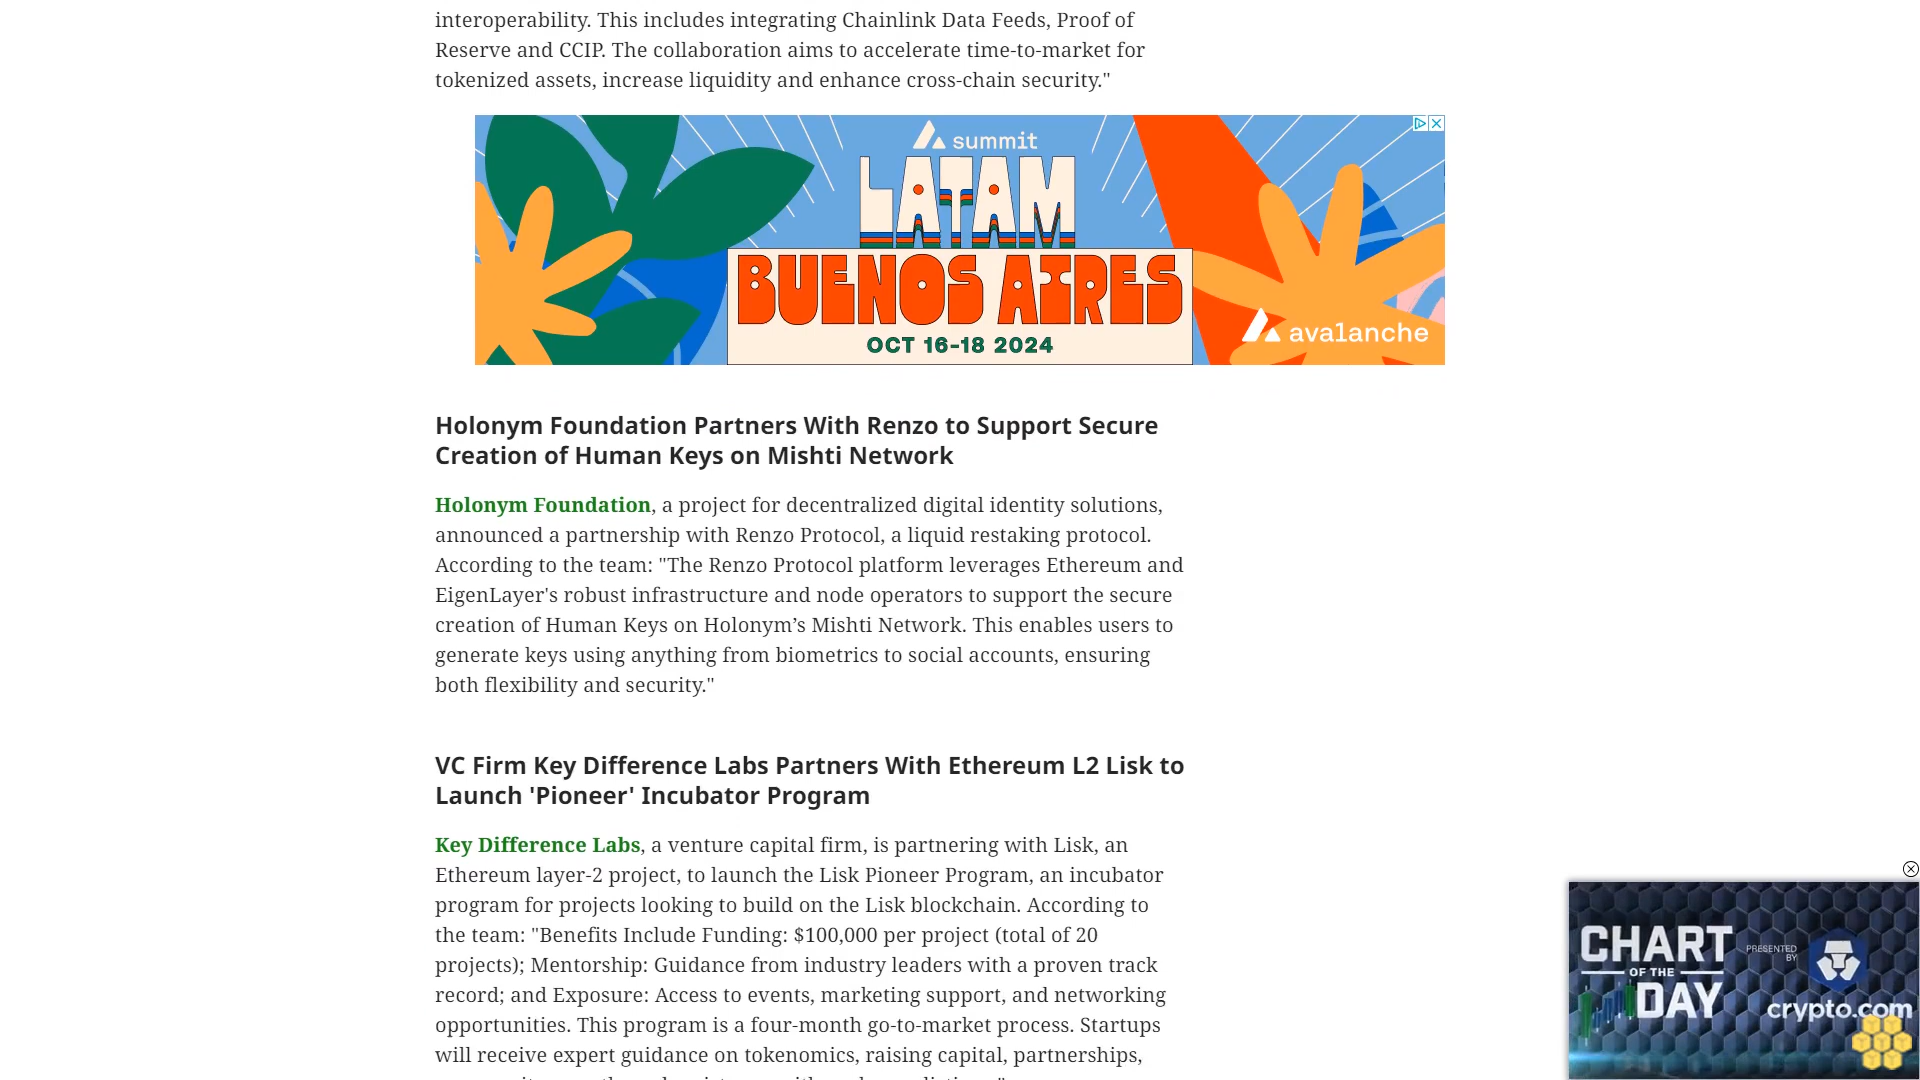 interoperability. This includes integrating Chainlink Data Feeds, Proof of
Reserve and CCIP. The collaboration aims to accelerate time-to-market for
tokenized assets, increase liquidity and enhance cross-chain security."
summit
LATAM
BUENOS AIRES
OCT 16-18 2024
avalanche
Holonym Foundation Partners With Renzo to Support Secure
Creation of Human Keys on Mishti Network
Holonym Foundation, a project for decentralized digital identity solutions,
announced a partnership with Renzo Protocol, a liquid restaking protocol.
According to the team: "The Renzo Protocol platform leverages Ethereum and
EigenLayer's robust infrastructure and node operators to support the secure
creation of Human Keys on Holonym’s Mishti Network. This enables users to
generate keys using anything from biometrics to social accounts, ensuring
both flexibility and security."
VC Firm Key Difference Labs Partners With Ethereum L2 Lisk to
Launch 'Pioneer' Incubator Program
Key Difference Labs, a venture capital firm, is partnering with Lisk, an
Ethereum layer-2 project, to launch the Lisk Pioneer Program, an incubator
program for projects looking to build on the Lisk blockchain. According to
the team: "Benefits Include Funding: $100,000 per project (total of 20
projects); Mentorship: Guidance from industry leaders with a proven track
record; and Exposure: Access to events, marketing support, and networking
opportunities. This program is a four-month go-to-market process. Startups
will receive expert guidance on tokenomics, raising capital, partnerships,
CHART
OF THE
DAY
PRESENTED
BY
crypto.com